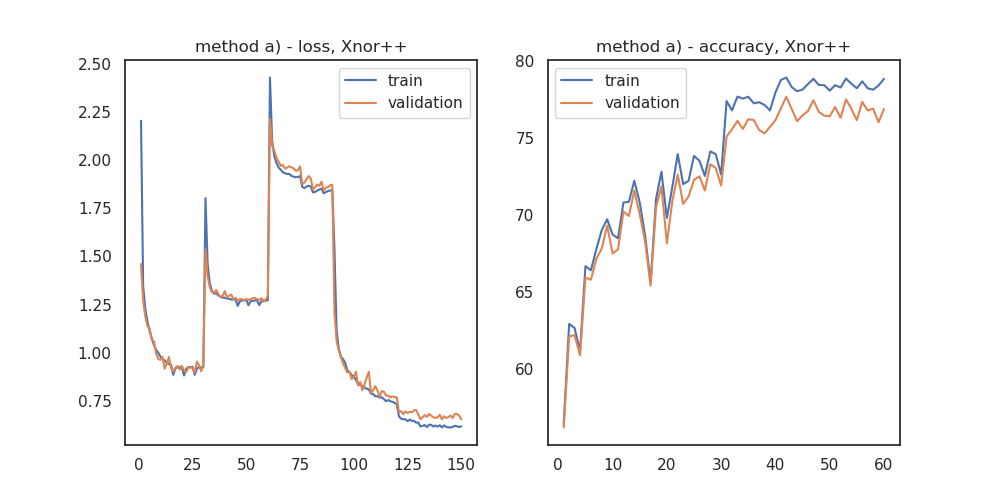 method a) - loss, Xnor++
2.50
2.25
2.00
1.75
1.50
1.25
1.00
0.75
0 25 50 75 100 125 150
train
validation
method a) - accuracy, Xnor++
80
75
70
65
60
0 10 20 30 40 50 60
train
validation